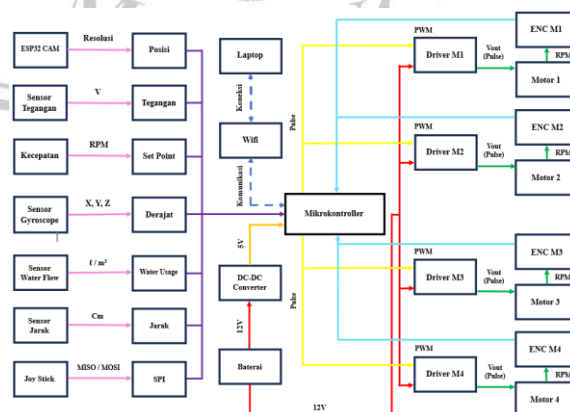 ESP32 CAM
Resolusi
Posisi
Sensor
Tegangan
V
Tegangan
Kecepatan
RPM
Set Point
Sensor
Gyroscope
X, Y, Z
Derajat
Sensor
Water Flow
ℓ / m²
Water Usage
Sensor
Jarak
Cm
Jarak
Joy Stick
MISO / MOSI
SPI
Laptop
Koneksi
Wifi
Komunikasi
Mikrokontroller
5V
DC-DC
Converter
12V
Baterai
12V
Pulse
Pulse
PWM
Driver M1
Vout
(Pulse)
ENC M1
RPM
Motor 1
PWM
Driver M2
Vout
(Pulse)
ENC M2
RPM
Motor 2
PWM
Driver M3
Vout
(Pulse)
ENC M3
RPM
Motor 3
PWM
Driver M4
Vout
(Pulse)
ENC M4
RPM
Motor 4